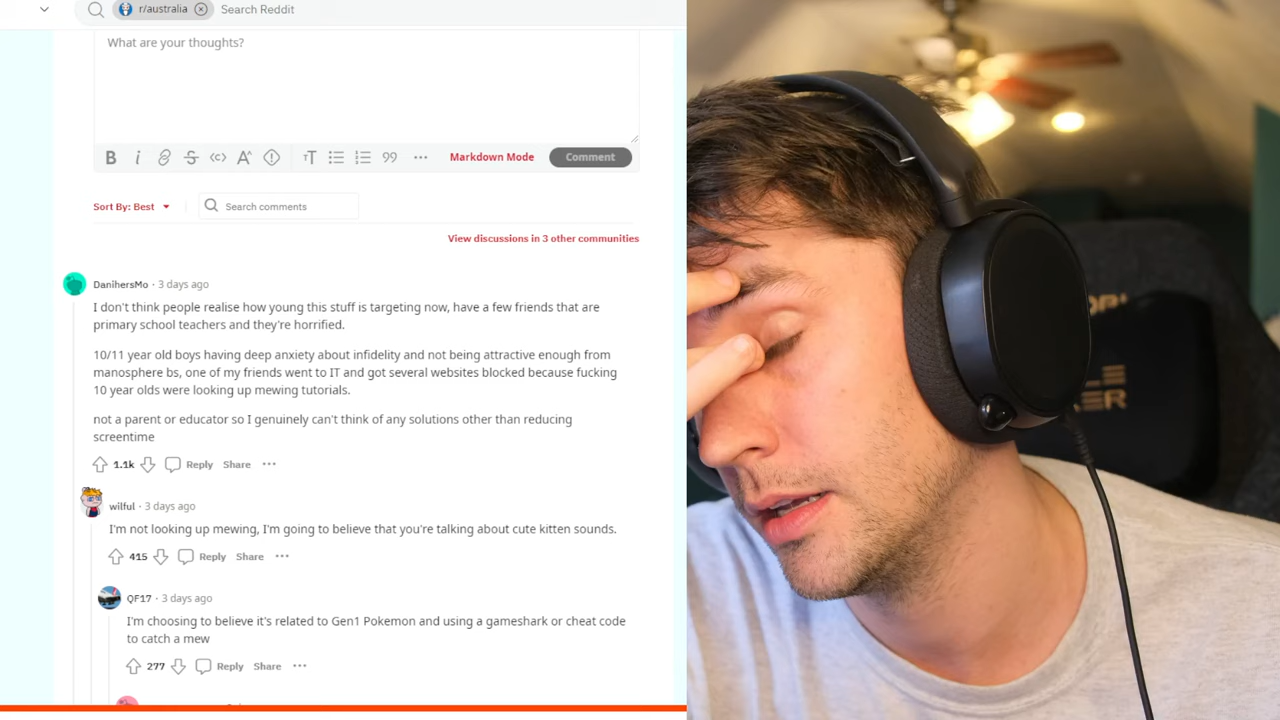 r/australia Search Reddit
What are your thoughts?
B i <c> A^ TT 99 ... Markdown Mode Comment
Sort By: Best Search comments
View discussions in 3 other communities
DanihersMo · 3 days ago
I don't think people realise how young this stuff is targeting now, have a few friends that are
primary school teachers and they're horrified.
10/11 year old boys having deep anxiety about infidelity and not being attractive enough from
manosphere bs, one of my friends went to IT and got several websites blocked because fucking
10 year olds were looking up mewing tutorials.
not a parent or educator so I genuinely can't think of any solutions other than reducing
screentime
1.1k Reply Share ...
wilful · 3 days ago
I'm not looking up mewing, I'm going to believe that you're talking about cute kitten sounds.
415 Reply Share ...
QF17 · 3 days ago
I'm choosing to believe it's related to Gen1 Pokemon and using a gameshark or cheat code
to catch a mew
277 Reply Share ...